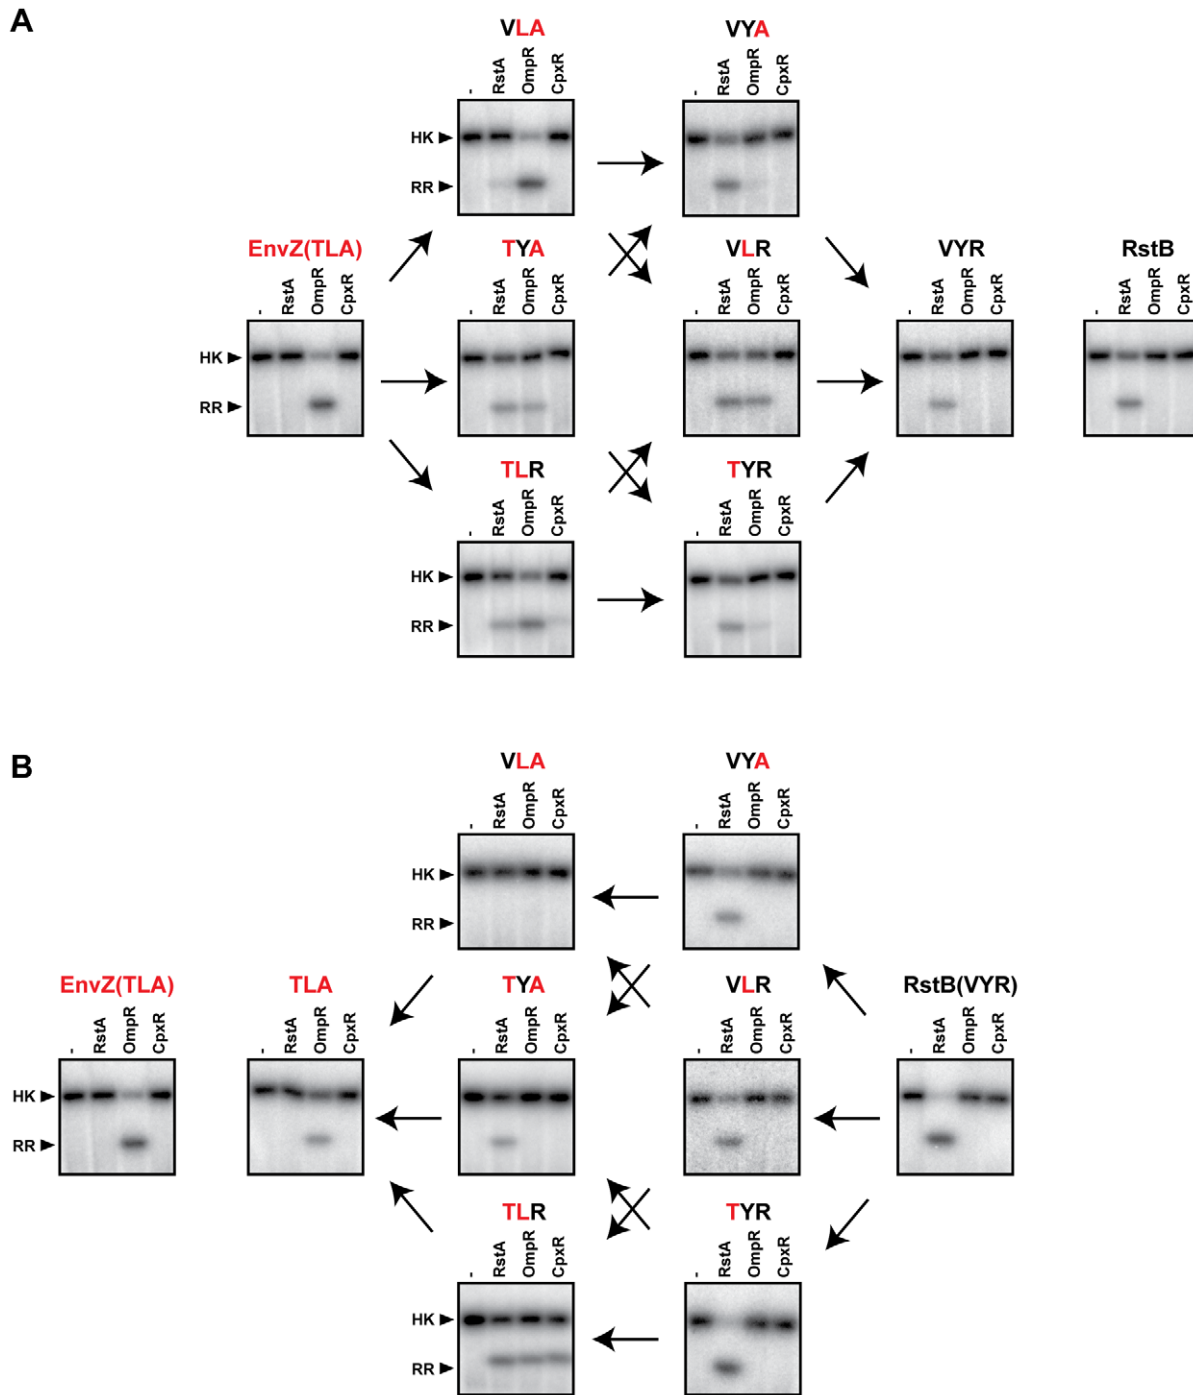 A
VLA VYA
- RstA OmpR CpxR - RstA OmpR CpxR
HK
RR
EnvZ(TLA) TYA VLR VYR RstB
- RstA OmpR CpxR - RstA OmpR CpxR - RstA OmpR CpxR - RstA OmpR CpxR - RstA OmpR CpxR
HK HK
RR RR
TLR TYR
- RstA OmpR CpxR - RstA OmpR CpxR
HK
RR
B
VLA VYA
- RstA OmpR CpxR - RstA OmpR CpxR
HK
RR
EnvZ(TLA) TLA TYA VLR RstB(VYR)
- RstA OmpR CpxR - RstA OmpR CpxR - RstA OmpR CpxR - RstA OmpR CpxR - RstA OmpR CpxR
HK
RR
TLR TYR
- RstA OmpR CpxR - RstA OmpR CpxR
HK
RR